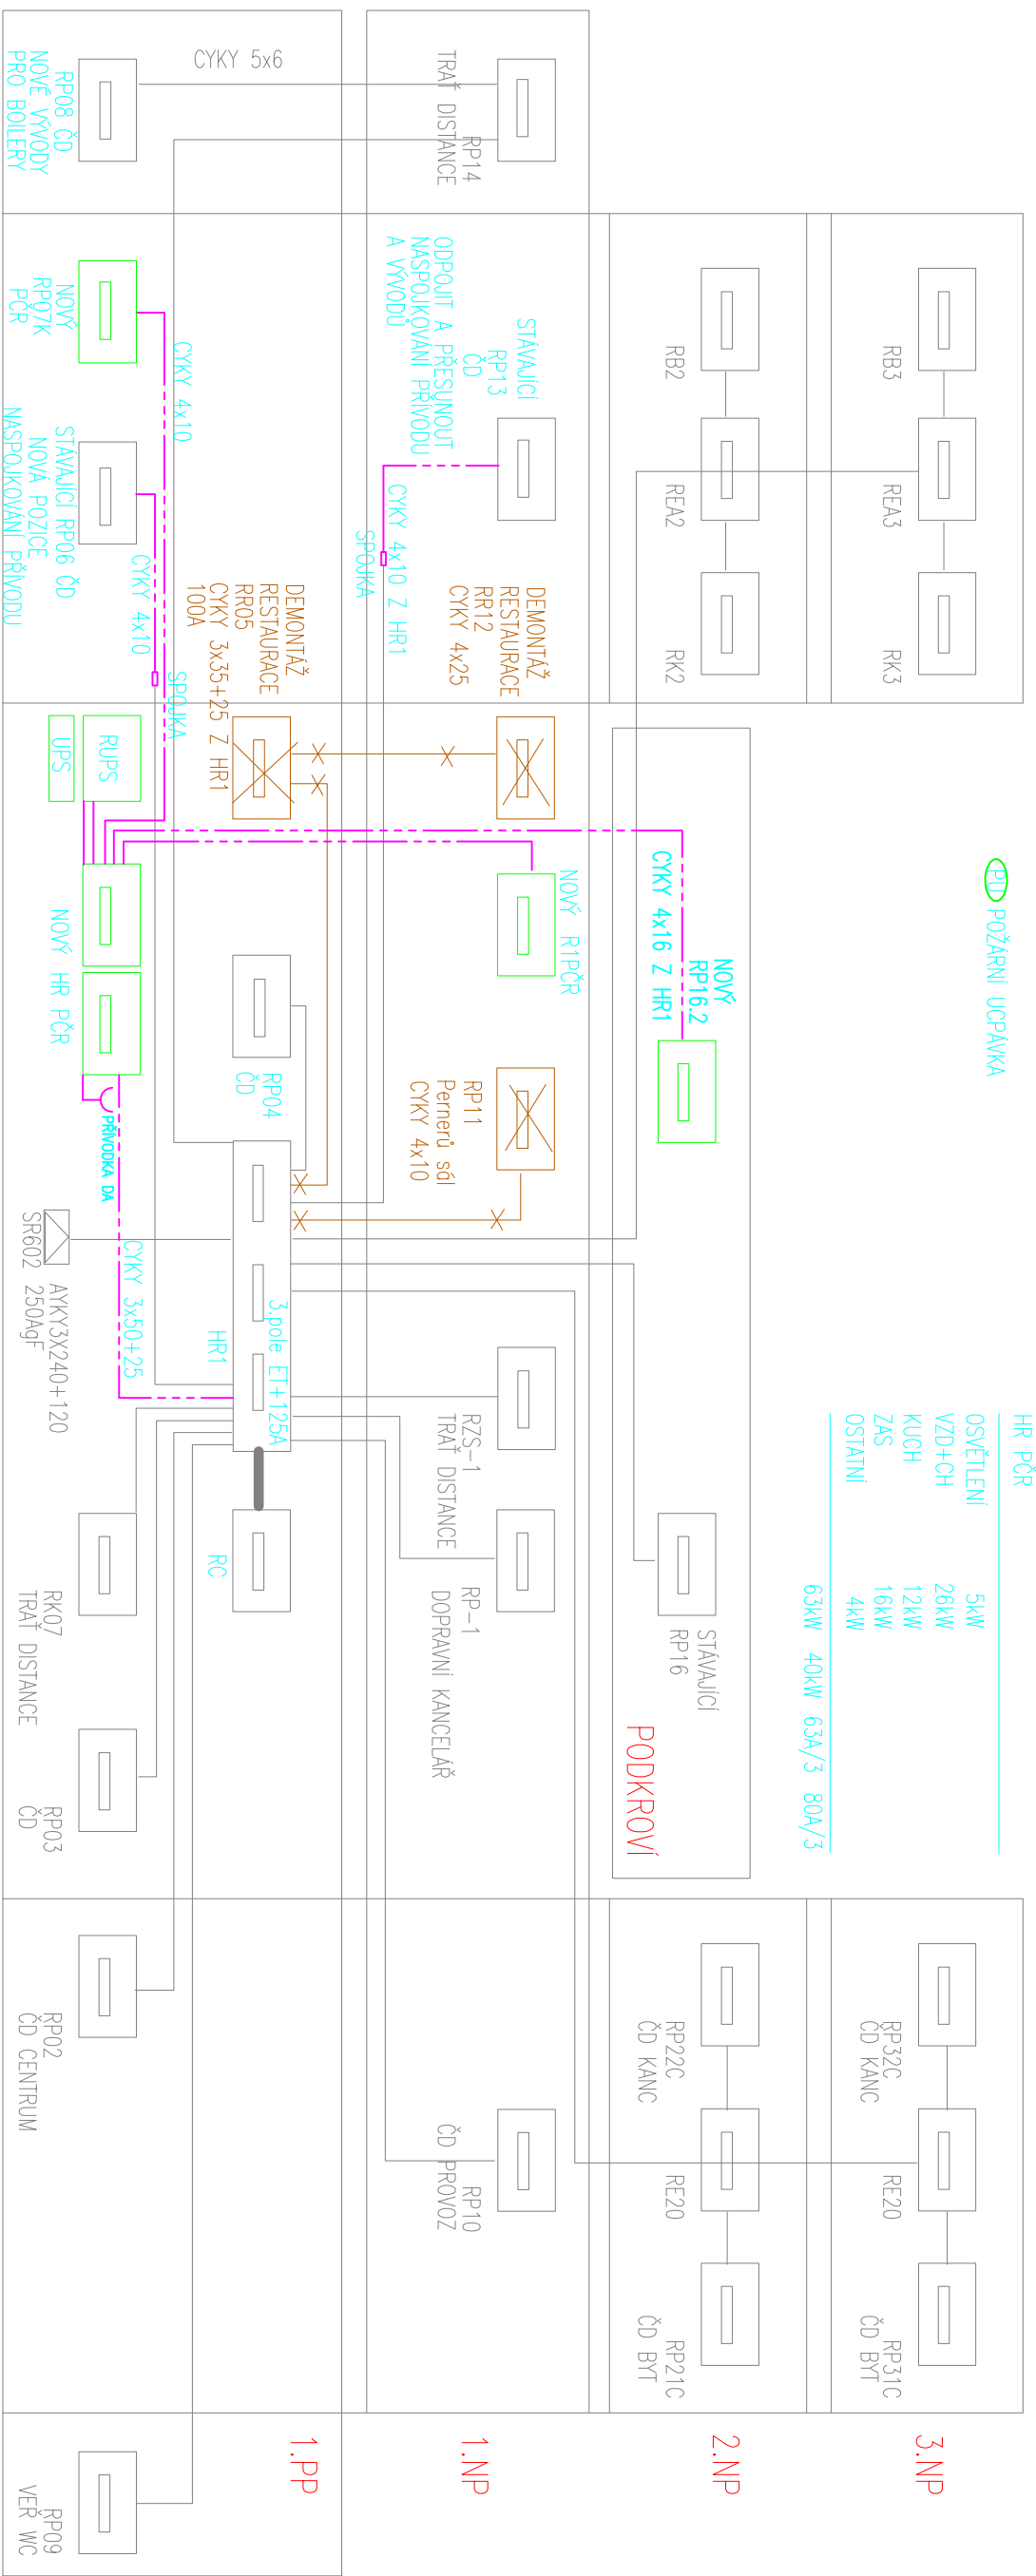 HR PČR
OSVĚTLENÍ 5kW
VZD+CH 26kW
KUCH 12kW
ZAS 16kW
OSTATNÍ 4kW
63kW 40kW 63A/3 80A/3
PU POŽÁRNÍ UCPÁVKA
3.NP
RB3
REA3
RK3
RP32C
ČD KANC
RE20
RP31C
ČD BYT
2.NP
RB2
REA2
RK2
RP22C
ČD KANC
RE20
RP21C
ČD BYT
PODKROVÍ
NOVÝ
RP16.2
CYKY 4x16 Z HR1
STÁVAJÍCÍ
RP16
1.NP
RP14
TRAŤ DISTANCE
STÁVAJÍCÍ
RP13
ČD
ODPOJIT A PŘESUNOUT
NASPOJKOVÁNÍ PŘÍVODU
A VÝVODŮ
CYKY 4x10 Z HR1
SPOJKA
DEMONTÁŽ
RESTAURACE
RR12
CYKY 4x25
NOVÝ R1PČR
RP11
Pernerů sál
CYKY 4x10
RZS-1
TRAŤ DISTANCE
RP-1
DOPRAVNÍ KANCELÁŘ
RP10
ČD PROVOZ
1.PP
CYKY 5x6
RP08 ČD
NOVÉ VÝVODY
PRO BOILERY
NOVÝ
RP07K
PČR
CYKY 4x10
STÁVAJÍCÍ RP06 ČD
NOVÁ POZICE
NASPOJKOVÁNÍ PŘÍVODU
CYKY 4x10
SPOJKA
DEMONTÁŽ
RESTAURACE
RR05
CYKY 3x35+25 Z HR1
100A
RUPS
UPS
NOVÝ HR PČR
PŘÍVODKA DA
RP04
ČD
3.pole ET+125A
HR1
CYKY 3x50+25
AYKY3X240+120
SR602 250AgF
RC
RK07
TRAŤ DISTANCE
RP03
ČD
RP02
ČD CENTRUM
RP09
VEŘ WC